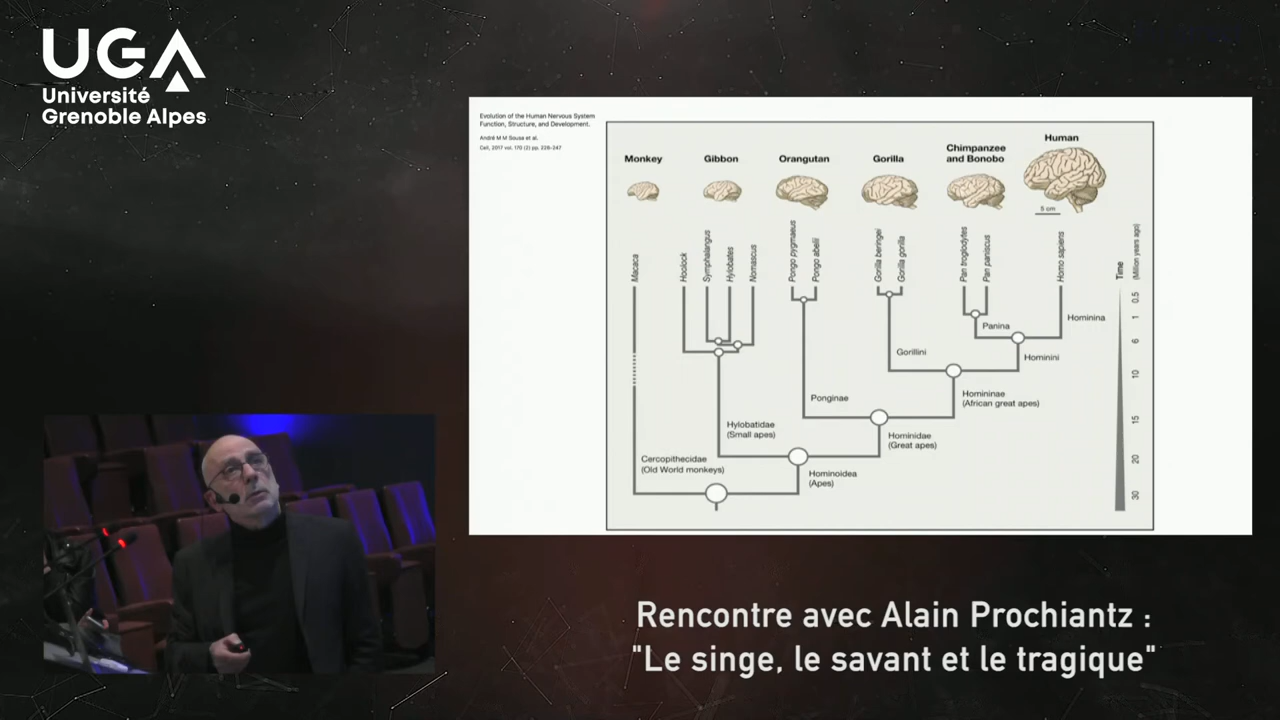 UGA
Université
Grenoble Alpes
Evolution of the Human Nervous System
Function, Structure, and Development.
André M M Sousa et al.
Cell, 2017 vol. 170 (2) pp. 226-247
Monkey
Gibbon
Orangutan
Gorilla
Chimpanzee
and Bonobo
Human
5 cm
Macaca
Hoolock
Symphalangus
Hylobates
Nomascus
Pongo pygmaeus
Pongo abelii
Gorilla beringei
Gorilla gorilla
Pan troglodytes
Pan paniscus
Homo sapiens
Time
(Million years ago)
0.5
1
6
10
15
20
30
Hominina
Panina
Hominini
Gorillini
Homininae
(African great apes)
Ponginae
Hominidae
(Great apes)
Hylobatidae
(Small apes)
Cercopithecidae
(Old World monkeys)
Hominoidea
(Apes)
Rencontre avec Alain Prochiantz :
"Le singe, le savant et le tragique"